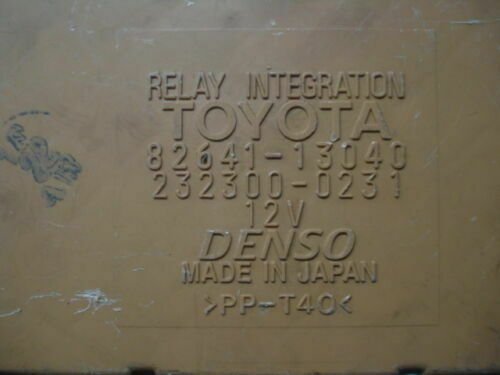 RELAY INTEGRATION
TOYOTA
82641-13040
232300-0231
12V
DENSO
MADE IN JAPAN
>PP-T40<